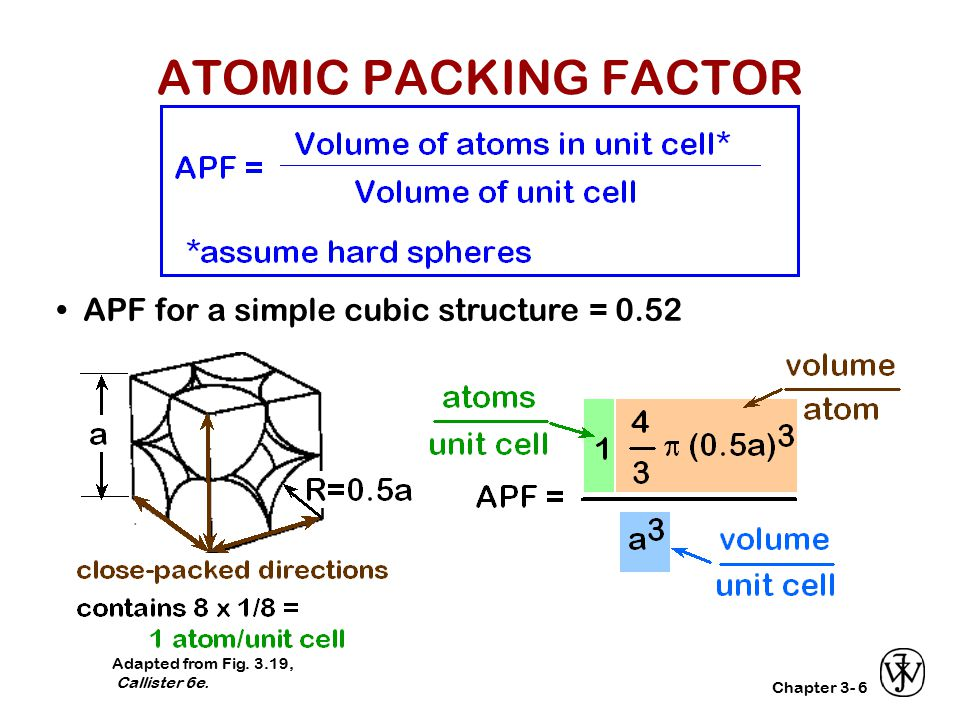 ATOMIC PACKING FACTOR
APF = Volume of atoms in unit cell*
Volume of unit cell
*assume hard spheres
• APF for a simple cubic structure = 0.52
a
R=0.5a
close-packed directions
contains 8 x 1/8 =
1 atom/unit cell
Adapted from Fig. 3.19,
Callister 6e.
volume
atom
atoms
unit cell
APF =
1 4/3 π (0.5a)³
a³
volume
unit cell
Chapter 3- 6